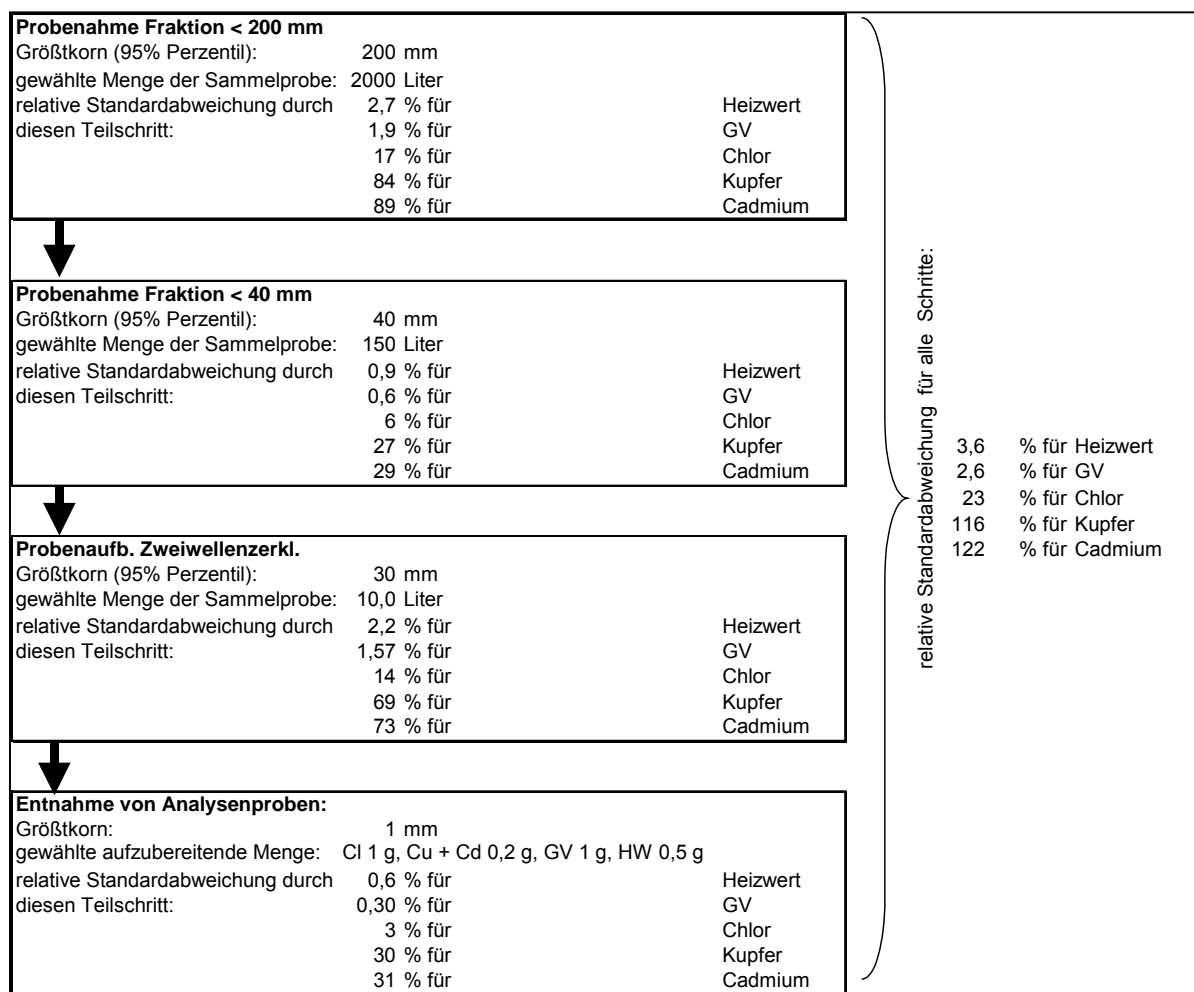 Probenahme Fraktion < 200 mm
Größtkorn (95% Perzentil): 200 mm
gewählte Menge der Sammelprobe: 2000 Liter
relative Standardabweichung durch 2,7 % für Heizwert
diesen Teilschritt: 1,9 % für GV
17 % für Chlor
84 % für Kupfer
89 % für Cadmium
Probenahme Fraktion < 40 mm
Größtkorn (95% Perzentil): 40 mm
gewählte Menge der Sammelprobe: 150 Liter
relative Standardabweichung durch 0,9 % für Heizwert
diesen Teilschritt: 0,6 % für GV
6 % für Chlor
27 % für Kupfer
29 % für Cadmium
Probenaufb. Zweiwellenzerkl.
Größtkorn (95% Perzentil): 30 mm
gewählte Menge der Sammelprobe: 10,0 Liter
relative Standardabweichung durch 2,2 % für Heizwert
diesen Teilschritt: 1,57 % für GV
14 % für Chlor
69 % für Kupfer
73 % für Cadmium
Entnahme von Analysenproben:
Größtkorn: 1 mm
gewählte aufzubereitende Menge: Cl 1 g, Cu + Cd 0,2 g, GV 1 g, HW 0,5 g
relative Standardabweichung durch 0,6 % für Heizwert
diesen Teilschritt: 0,30 % für GV
3 % für Chlor
30 % für Kupfer
31 % für Cadmium
relative Standardabweichung für alle Schritte:
3,6 % für Heizwert
2,6 % für GV
23 % für Chlor
116 % für Kupfer
122 % für Cadmium